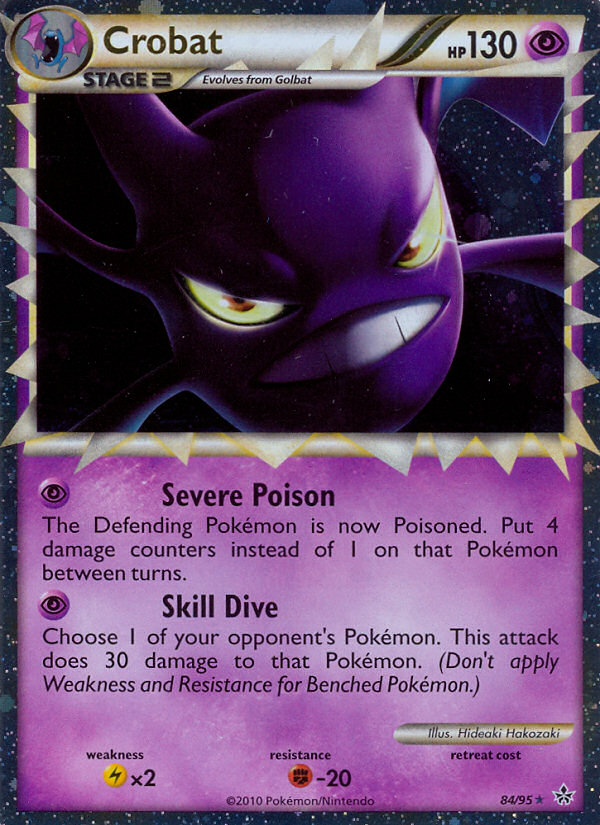 Crobat
HP 130
STAGE 2
Evolves from Golbat
Severe Poison
The Defending Pokémon is now Poisoned. Put 4
damage counters instead of 1 on that Pokémon
between turns.
Skill Dive
Choose 1 of your opponent's Pokémon. This attack
does 30 damage to that Pokémon. (Don't apply
Weakness and Resistance for Benched Pokémon.)
Illus. Hideaki Hakozaki
weakness resistance retreat cost
×2 -20
©2010 Pokémon/Nintendo 84/95